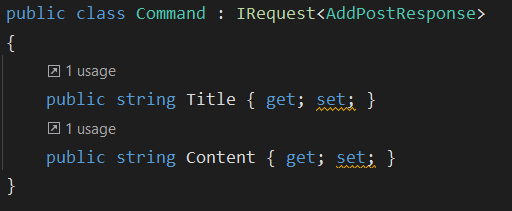 public class Command : IRequest<AddPostResponse>
{
1 usage
public string Title { get; set; }
1 usage
public string Content { get; set; }
}